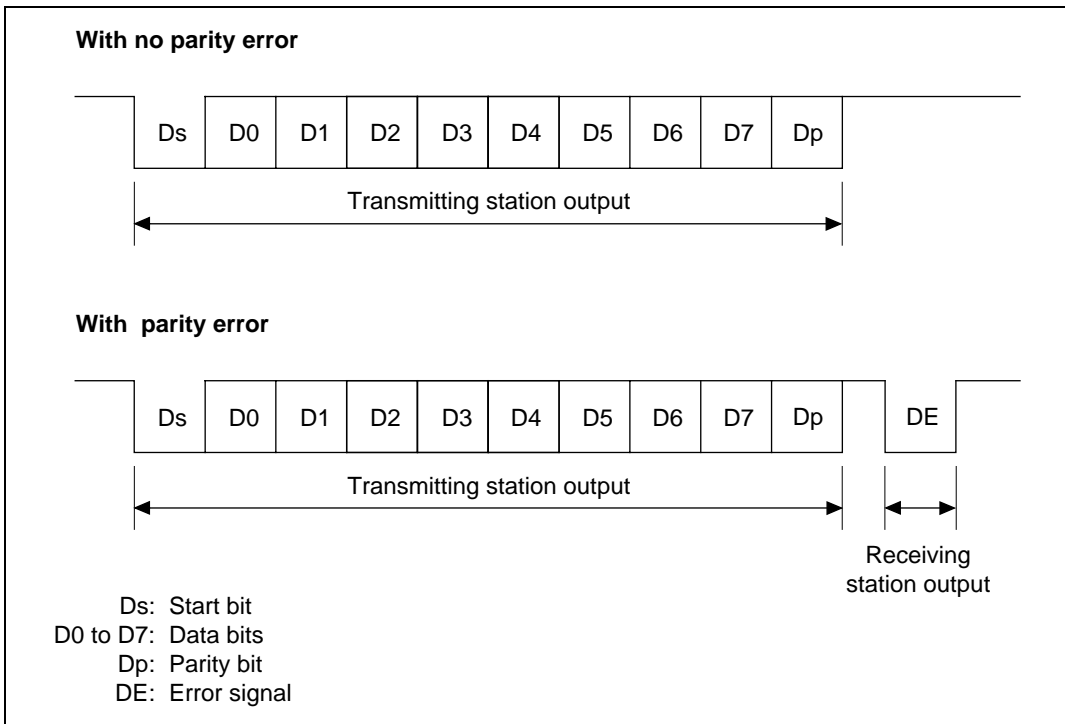 With no parity error
Ds D0 D1 D2 D3 D4 D5 D6 D7 Dp
Transmitting station output
With parity error
Ds D0 D1 D2 D3 D4 D5 D6 D7 Dp DE
Transmitting station output
Receiving
station output
Ds: Start bit
D0 to D7: Data bits
Dp: Parity bit
DE: Error signal